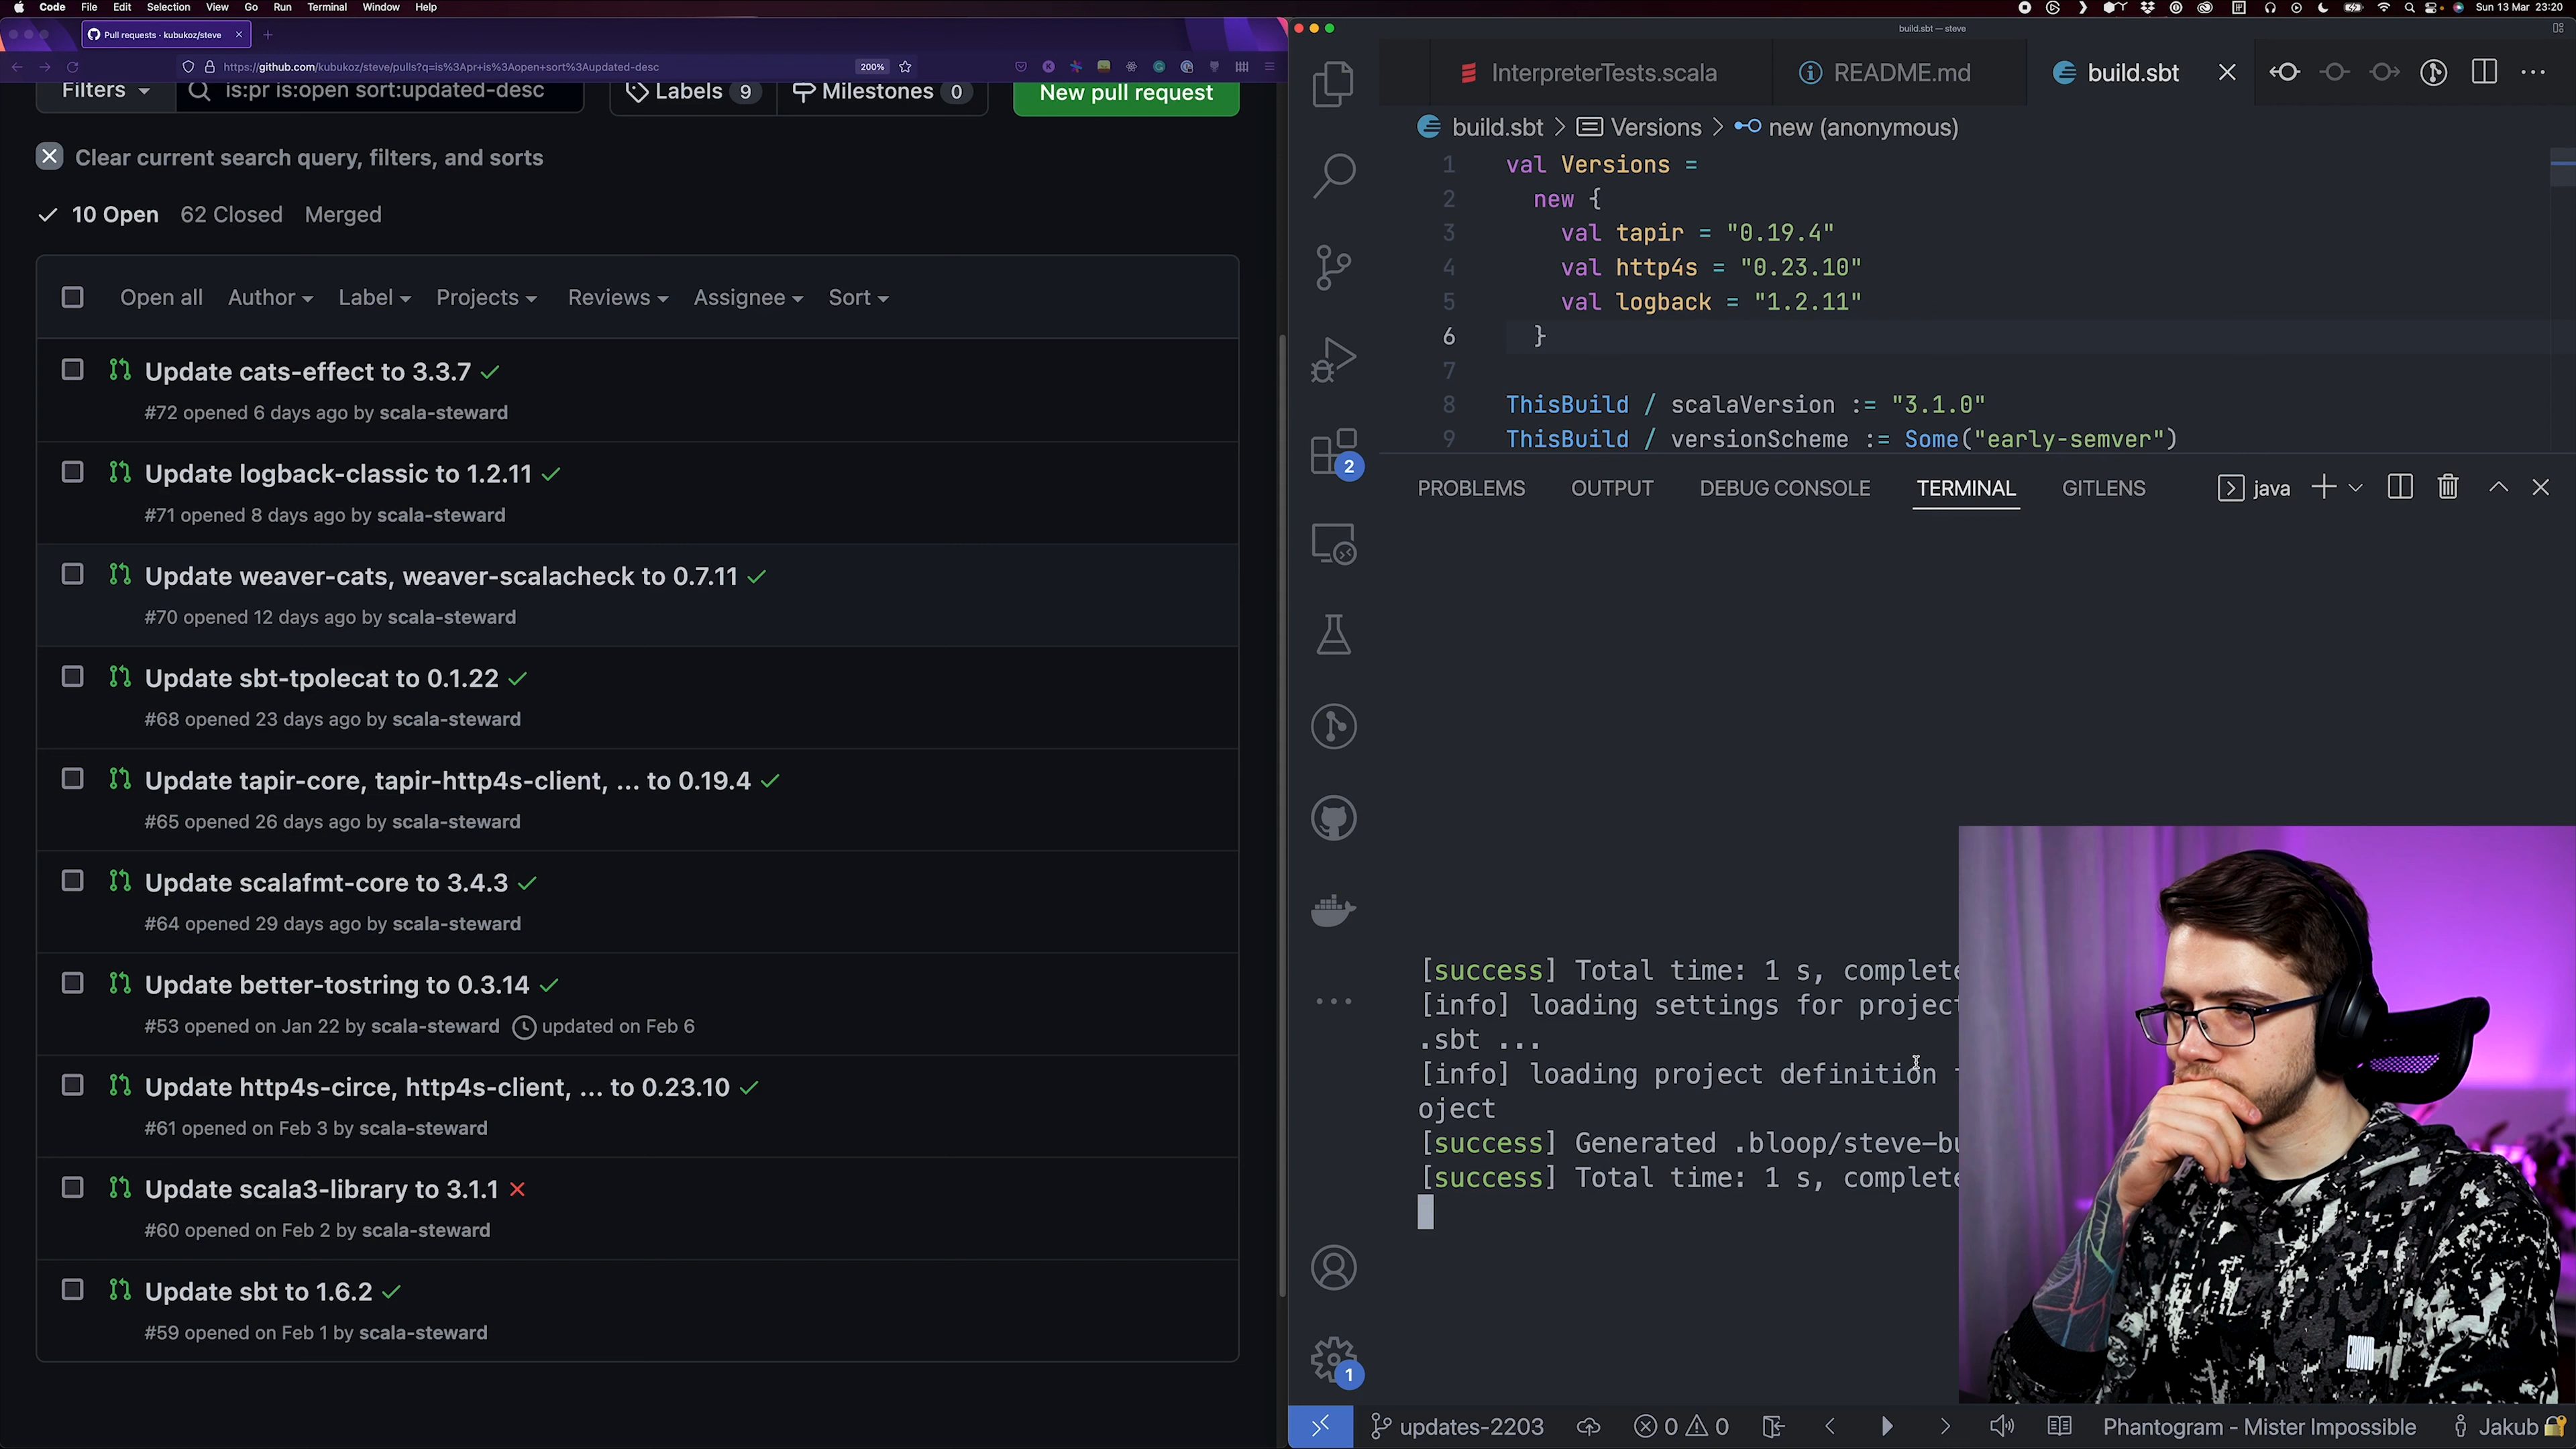 Code File Edit Selection View Go Run Terminal Window Help
Sun 13 Mar 23:20
Pull requests · kubukoz/steve
https://github.com/kubukoz/steve/pulls?q=is%3Apr+is%3Aopen+sort%3Aupdated-desc
200%
Filters
is:pr is:open sort:updated-desc
Labels 9
Milestones 0
New pull request
Clear current search query, filters, and sorts
10 Open 62 Closed Merged
Open all Author Label Projects Reviews Assignee Sort
Update cats-effect to 3.3.7
#72 opened 6 days ago by scala-steward
Update logback-classic to 1.2.11
#71 opened 8 days ago by scala-steward
Update weaver-cats, weaver-scalacheck to 0.7.11
#70 opened 12 days ago by scala-steward
Update sbt-tpolecat to 0.1.22
#68 opened 23 days ago by scala-steward
Update tapir-core, tapir-http4s-client, ... to 0.19.4
#65 opened 26 days ago by scala-steward
Update scalafmt-core to 3.4.3
#64 opened 29 days ago by scala-steward
Update better-tostring to 0.3.14
#53 opened on Jan 22 by scala-steward updated on Feb 6
Update http4s-circe, http4s-client, ... to 0.23.10
#61 opened on Feb 3 by scala-steward
Update scala3-library to 3.1.1
#60 opened on Feb 2 by scala-steward
Update sbt to 1.6.2
#59 opened on Feb 1 by scala-steward
build.sbt — steve
InterpreterTests.scala
README.md
build.sbt
build.sbt > Versions > new (anonymous)
1 val Versions =
2 new {
3 val tapir = "0.19.4"
4 val http4s = "0.23.10"
5 val logback = "1.2.11"
6 }
7
8 ThisBuild / scalaVersion := "3.1.0"
9 ThisBuild / versionScheme := Some("early-semver")
2
PROBLEMS OUTPUT DEBUG CONSOLE TERMINAL GITLENS
java
[success] Total time: 1 s, complete
[info] loading settings for project
.sbt ...
[info] loading project definition
oject
[success] Generated .bloop/steve-bu
[success] Total time: 1 s, complete
1
updates-2203
0 0
Phantogram - Mister Impossible
Jakub